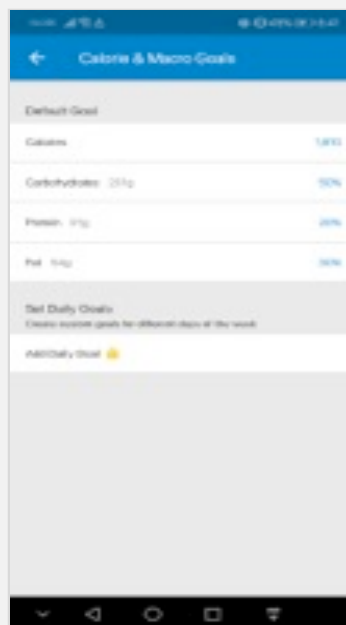 Calorie & Macro Goals
Default Goal
Calories
Carbohydrates
50%
Protein
20%
Fat
30%
Set Daily Goals
Create custom goals for different days of the week
Add Daily Goal